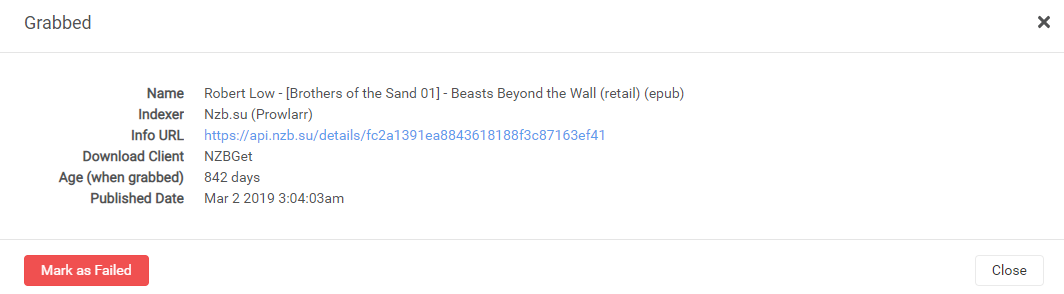 Grabbed
Name Robert Low - [Brothers of the Sand 01] - Beasts Beyond the Wall (retail) (epub)
Indexer Nzb.su (Prowlarr)
Info URL https://api.nzb.su/details/fc2a1391ea8843618188f3c87163ef41
Download Client NZBGet
Age (when grabbed) 842 days
Published Date Mar 2 2019 3:04:03am
Mark as Failed Close